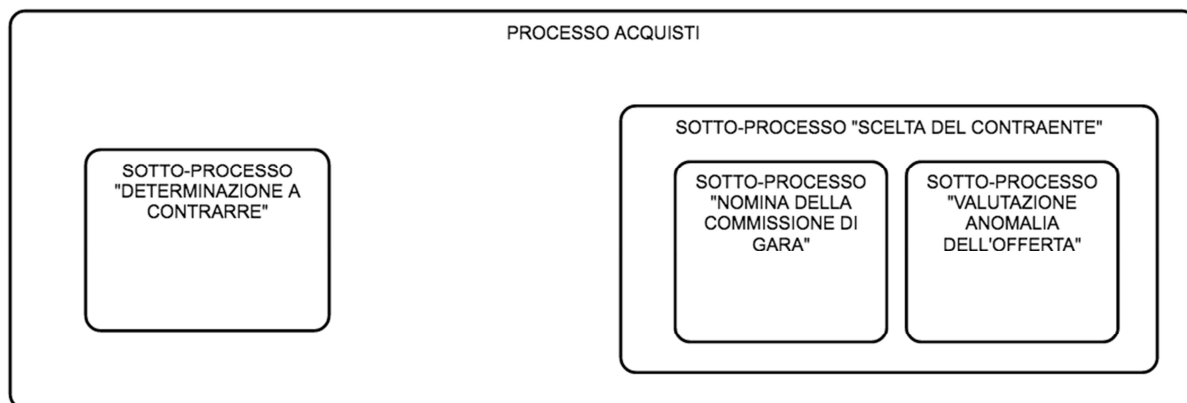 PROCESSO ACQUISTI
SOTTO-PROCESSO "SCELTA DEL CONTRAENTE"
SOTTO-PROCESSO
"DETERMINAZIONE A
CONTRARRE"
SOTTO-PROCESSO
"NOMINA DELLA
COMMISSIONE DI
GARA"
SOTTO-PROCESSO
"VALUTAZIONE
ANOMALIA
DELL'OFFERTA"